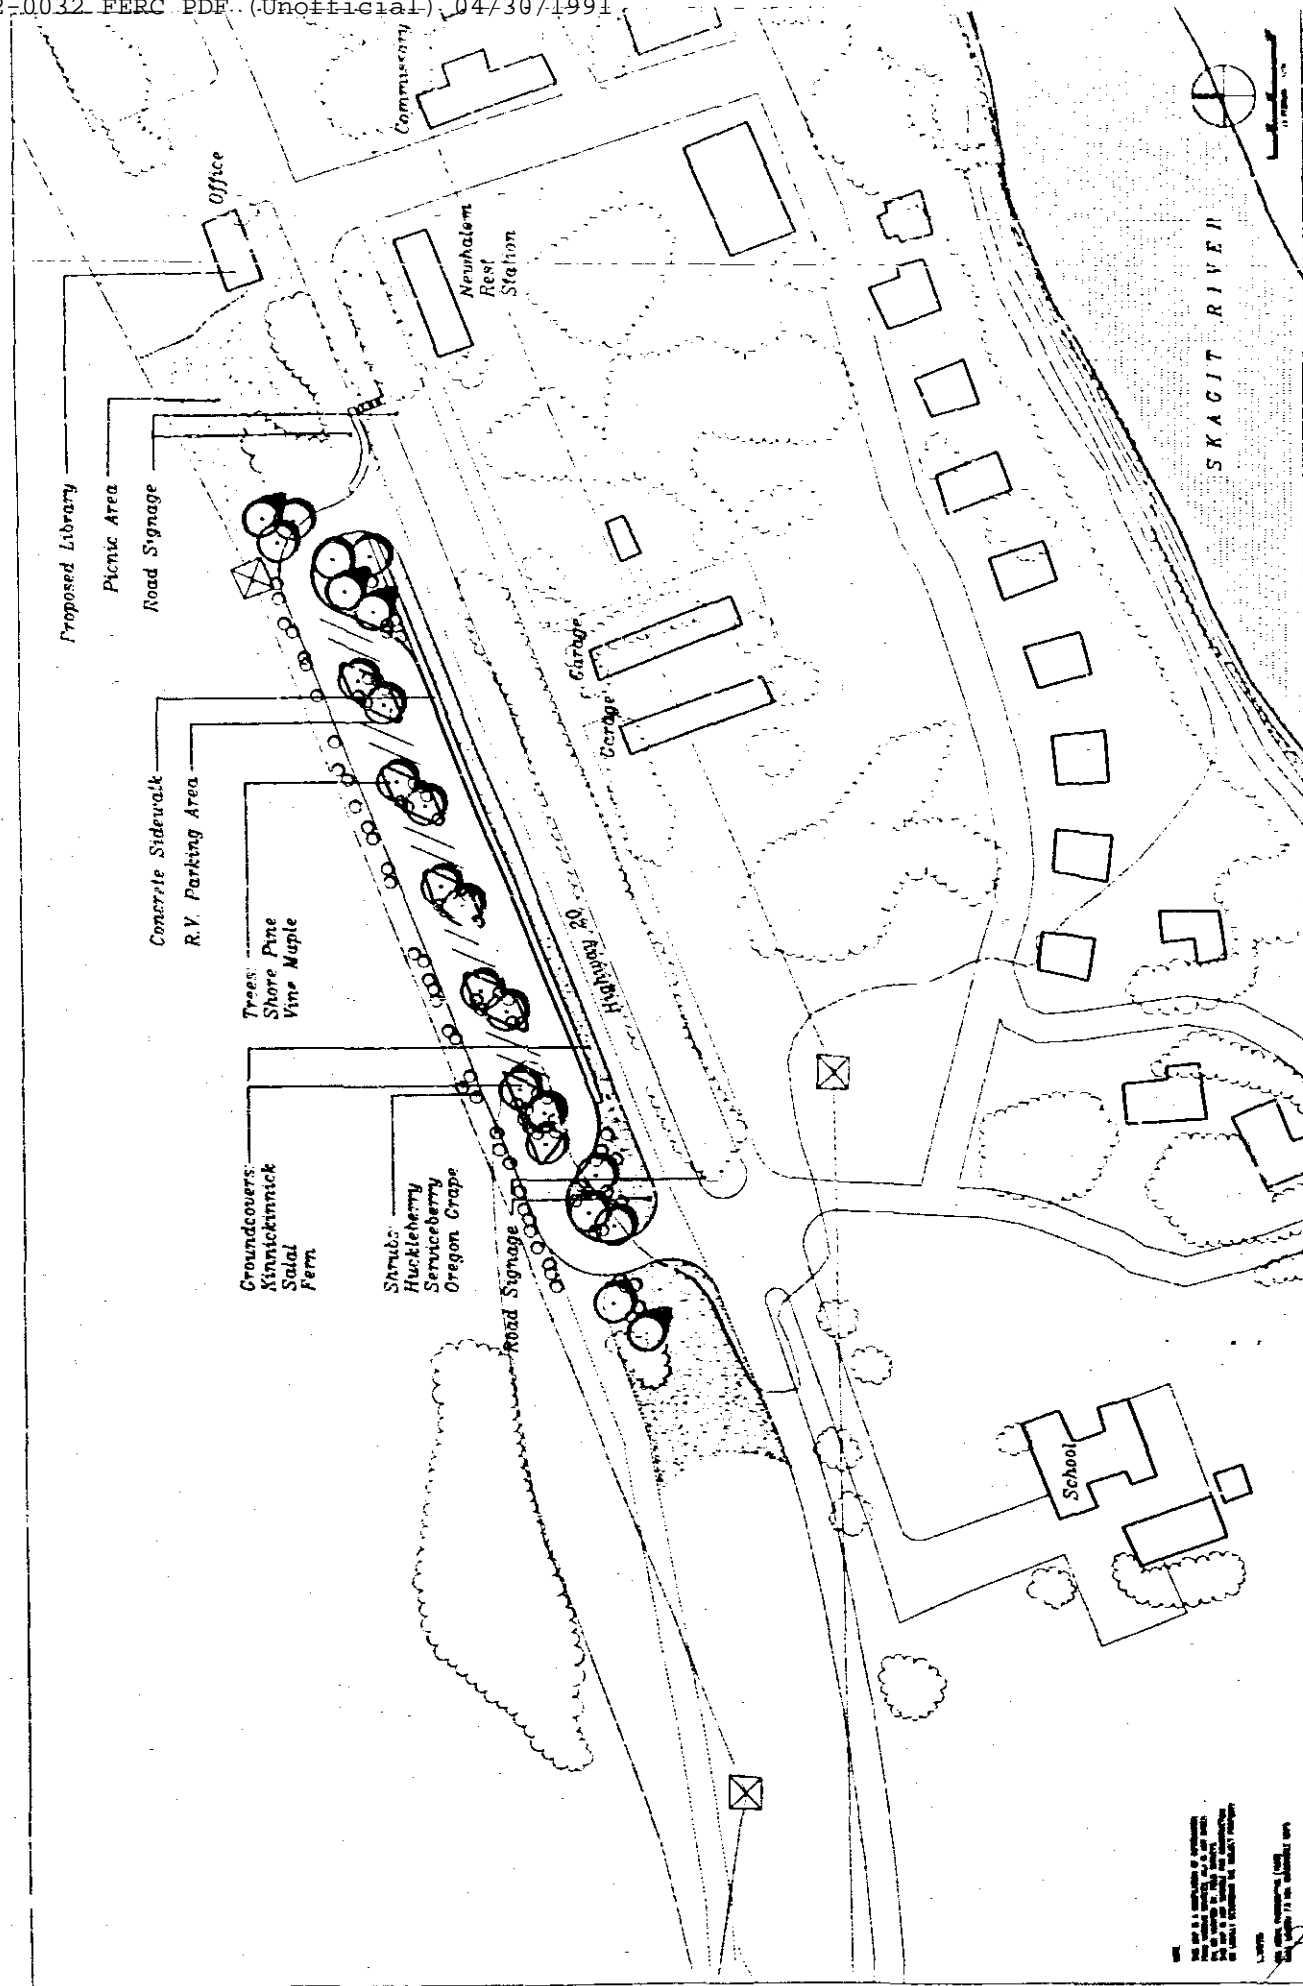 -0032 FERC PDF (Unofficial) 04/30/1991
Proposed Library
Picnic Area
Road Signage
Concrete Sidewalk
R.V. Parking Area
Trees:
Shore Pine
Vine Maple
Groundcovers:
Kinnickinnick
Salal
Fern
Shrubs:
Huckleberry
Serviceberry
Oregon Grape
Road Signage
Office
Commissary
Newhalem
Rest
Station
Garage
Garage
Highway 20
School
SKAGIT RIVER